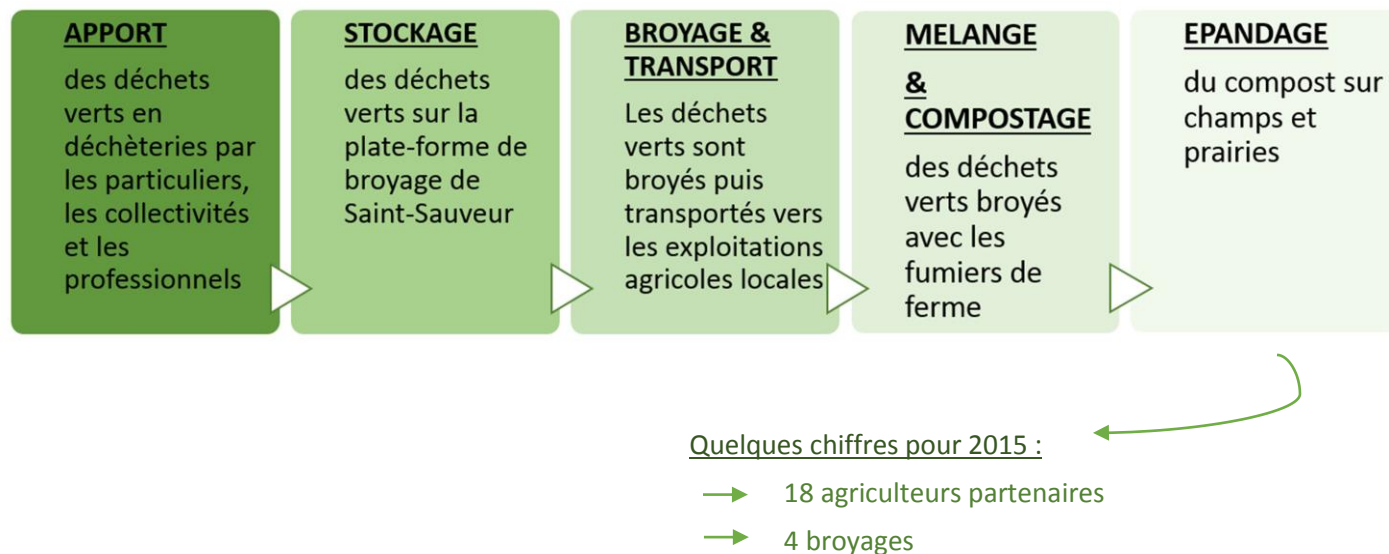 APPORT
des déchets
verts en
déchèteries par
les particuliers,
les collectivités
et les
professionnels
STOCKAGE
des déchets
verts sur la
plate-forme de
broyage de
Saint-Sauveur
BROYAGE &
TRANSPORT
Les déchets
verts sont
broyés puis
transportés vers
les exploitations
agricoles locales
MELANGE
&
COMPOSTAGE
des déchets
verts broyés
avec les
fumiers de
ferme
EPANDAGE
du compost sur
champs et
prairies
Quelques chiffres pour 2015 :
18 agriculteurs partenaires
4 broyages